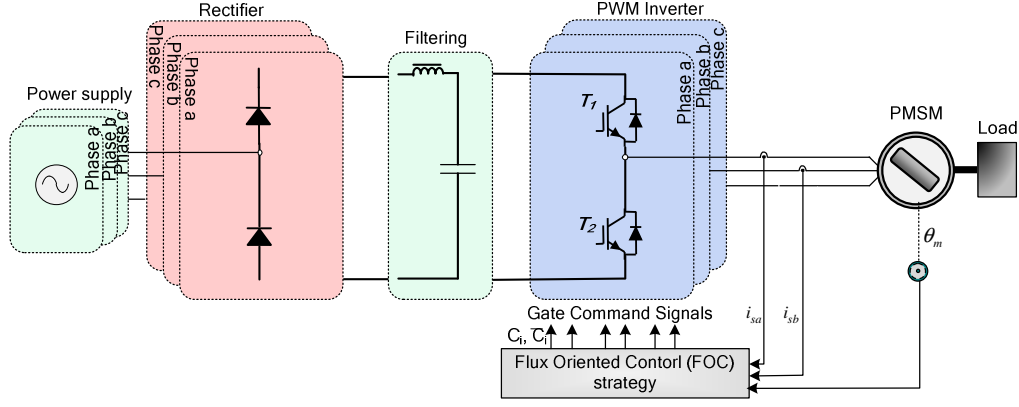 Rectifier
PWM Inverter
Filtering
Power supply
Phase a
Phase b
Phase c
Phase a
Phase b
Phase c
Phase a
Phase b
Phase c
T1
T2
PMSM
Load
θm
isa
isb
Gate Command Signals
Ci, C̅i
Flux Oriented Contorl (FOC)
strategy